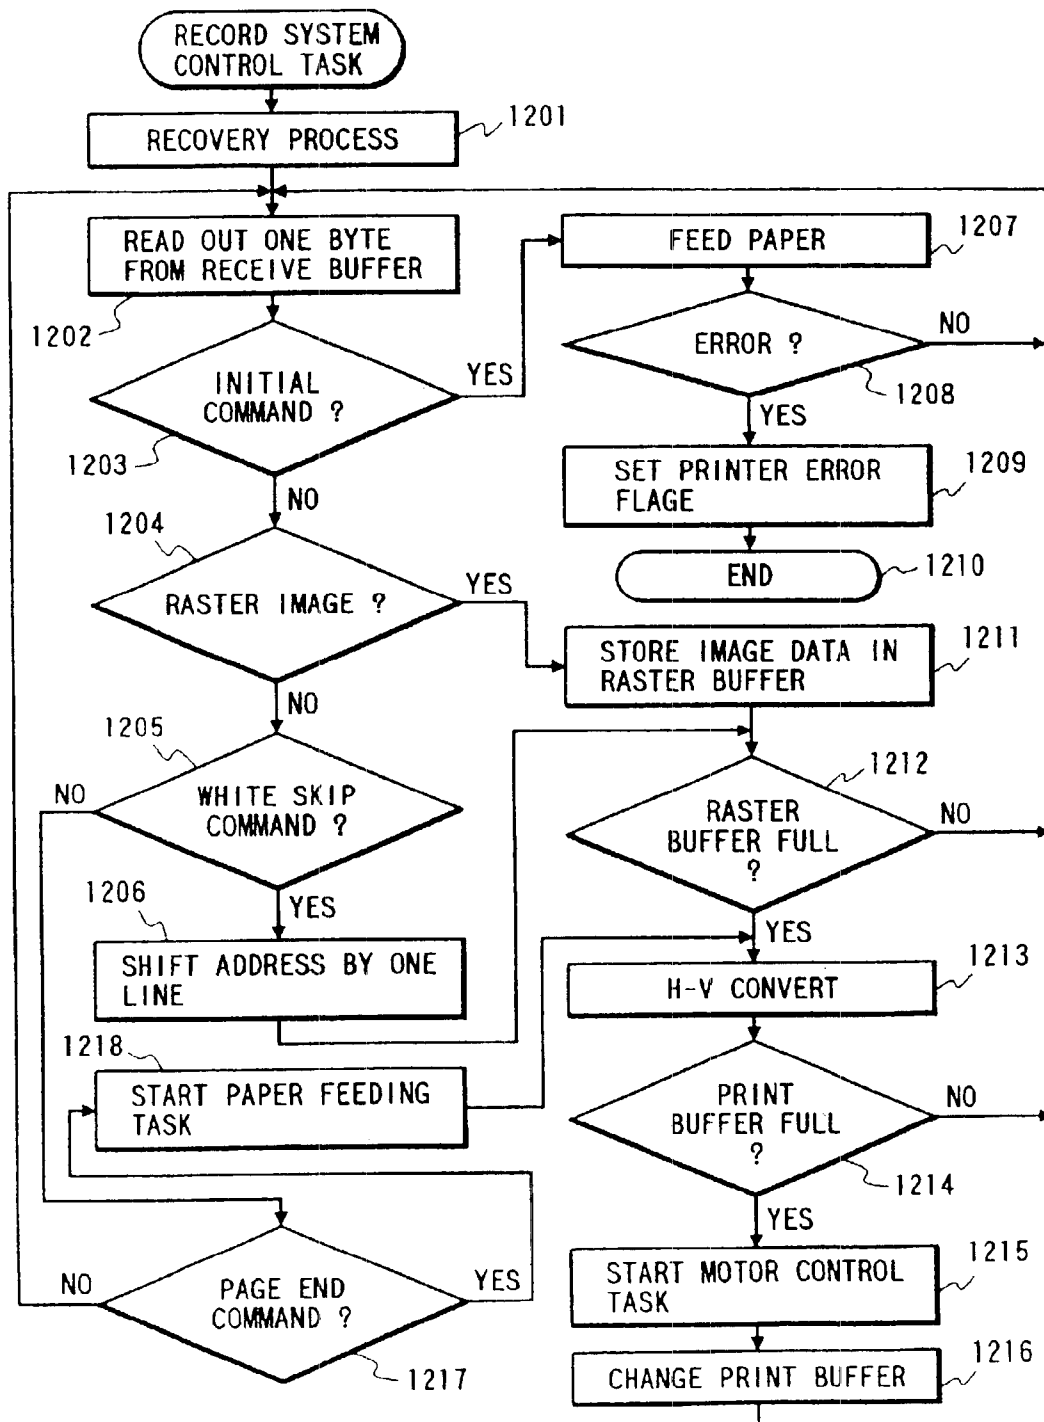 RECORD SYSTEM
CONTROL TASK
RECOVERY PROCESS
1201
READ OUT ONE BYTE
FROM RECEIVE BUFFER
1202
INITIAL
COMMAND ?
1203
YES
NO
1204
RASTER IMAGE ?
YES
NO
1205
WHITE SKIP
COMMAND ?
NO
YES
1206
SHIFT ADDRESS BY ONE
LINE
1218
START PAPER FEEDING
TASK
PAGE END
COMMAND ?
NO
YES
1217
FEED PAPER
1207
ERROR ?
NO
1208
YES
SET PRINTER ERROR
FLAGE
1209
END
1210
STORE IMAGE DATA IN
RASTER BUFFER
1211
1212
RASTER
BUFFER FULL
?
NO
YES
H-V CONVERT
1213
PRINT
BUFFER FULL
?
NO
1214
YES
START MOTOR CONTROL
TASK
1215
CHANGE PRINT BUFFER
1216